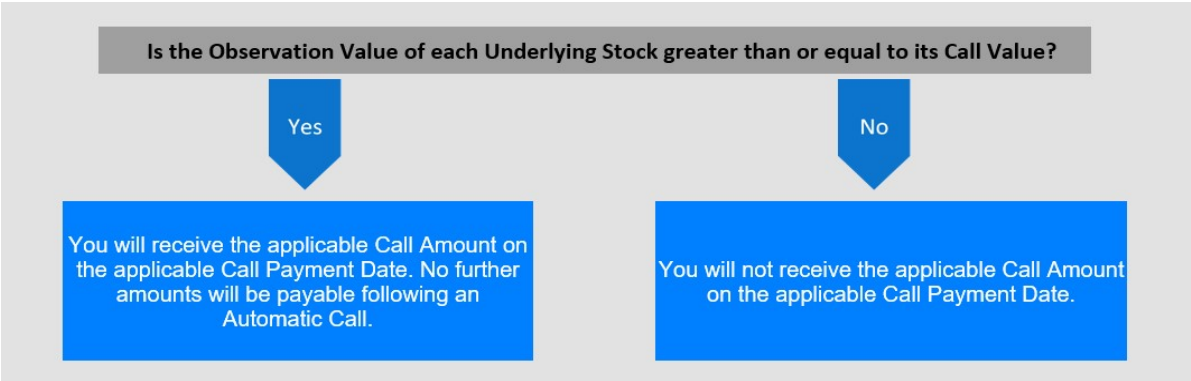 Is the Observation Value of each Underlying Stock greater than or equal to its Call Value?
Yes
No
You will receive the applicable Call Amount on
the applicable Call Payment Date. No further
amounts will be payable following an
Automatic Call.
You will not receive the applicable Call Amount
on the applicable Call Payment Date.